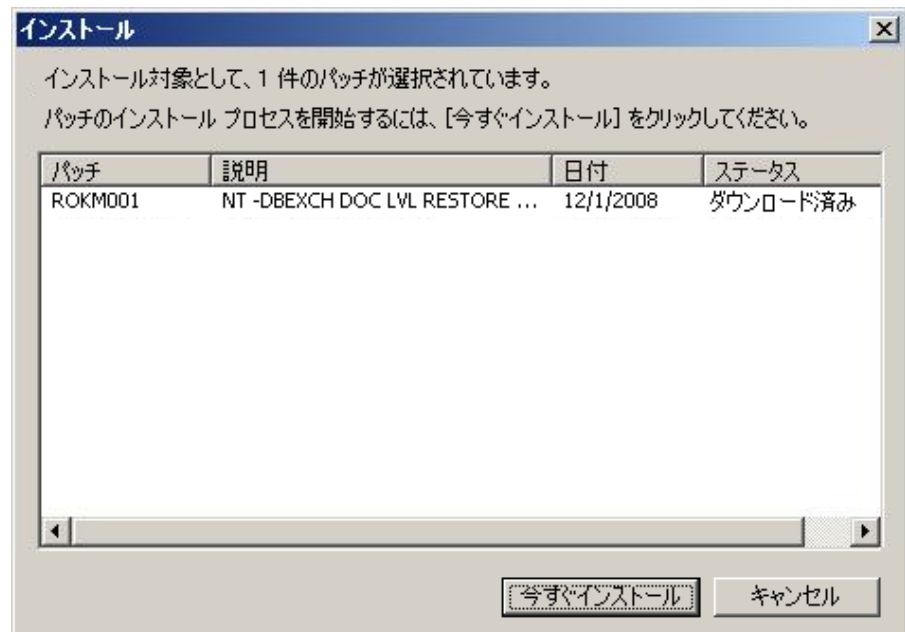 インストール
インストール対象として、1 件のパッチが選択されています。
パッチのインストール プロセスを開始するには、[今すぐインストール] をクリックしてください。
パッチ 説明 日付 ステータス
ROKM001 NT -DBEXCH DOC LVL RESTORE ... 12/1/2008 ダウンロード済み
今すぐインストール キャンセル